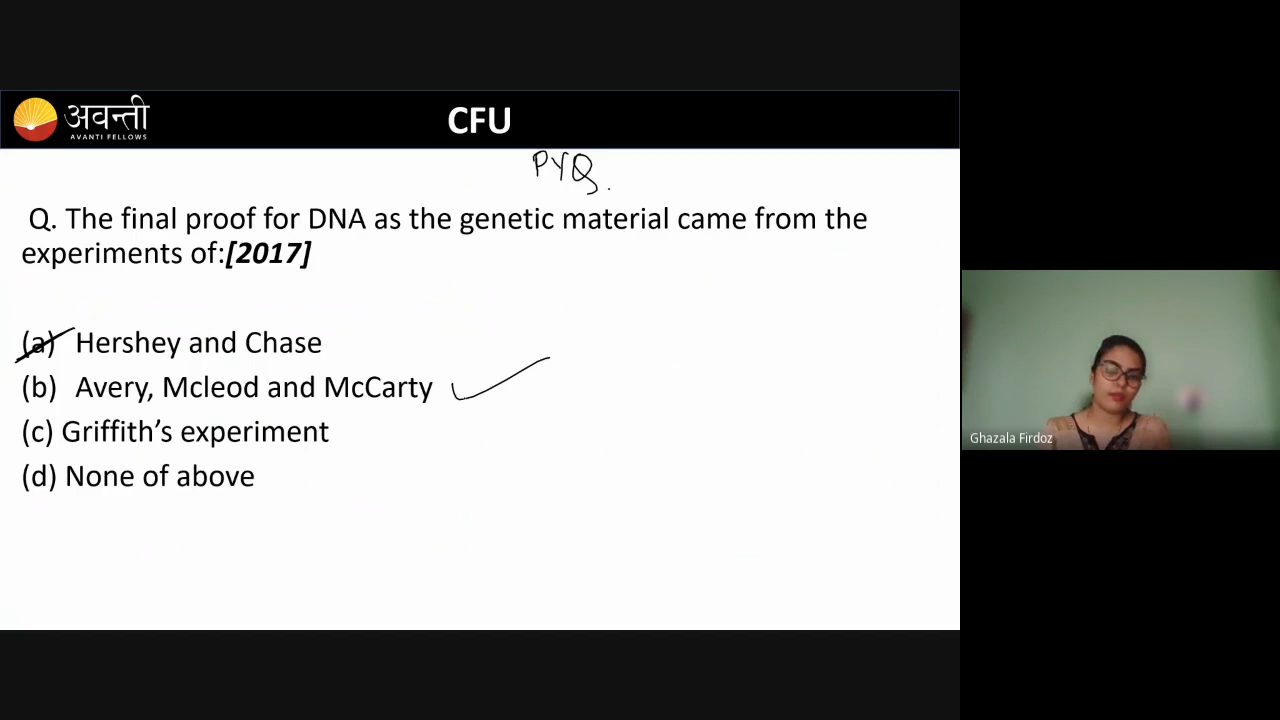 अवन्ती
AVANTI FELLOWS
CFU
PYQ.
Q. The final proof for DNA as the genetic material came from the
experiments of:[2017]
(a) Hershey and Chase
(b) Avery, Mcleod and McCarty
(c) Griffith’s experiment
(d) None of above
Ghazala Firdoz